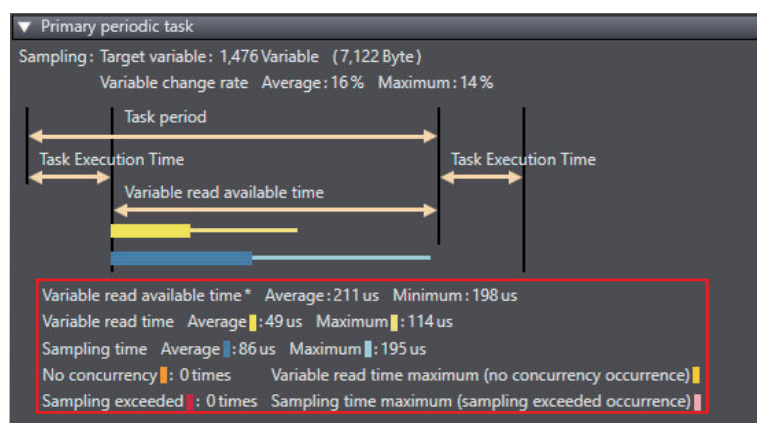 Primary periodic task
Sampling: Target variable: 1,476 Variable (7,122 Byte)
Variable change rate Average: 16% Maximum: 14%
Task period
Task Execution Time Task Execution Time
Variable read available time
Variable read available time* Average: 211 us Minimum: 198 us
Variable read time Average : 49 us Maximum : 114 us
Sampling time Average : 86 us Maximum : 195 us
No concurrency : 0 times Variable read time maximum (no concurrency occurrence)
Sampling exceeded : 0 times Sampling time maximum (sampling exceeded occurrence)